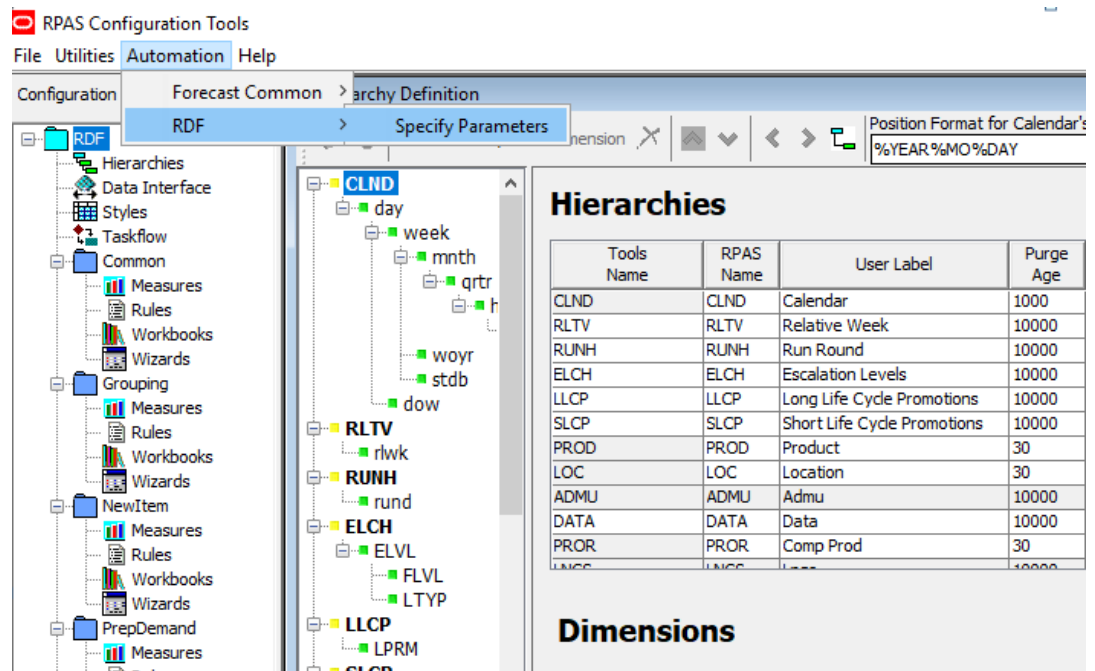 RPAS Configuration Tools
File Utilities Automation Help
Configuration
Forecast Common >
RDF > Specify Parameters
archy Definition
Position Format for Calendar's
%YEAR%MO%DAY
RDF
Hierarchies
Data Interface
Styles
Taskflow
Common
Measures
Rules
Workbooks
Wizards
Grouping
Measures
Rules
Workbooks
Wizards
NewItem
Measures
Rules
Workbooks
Wizards
PrepDemand
Measures
CLND
day
week
mnth
qrtr
h
woyr
stdb
dow
RLTV
rlwk
RUNH
rund
ELCH
ELVL
FLVL
LTYP
LLCP
LPRM
SLCP
Hierarchies
Tools Name RPAS Name User Label Purge Age
CLND CLND Calendar 1000
RLTV RLTV Relative Week 10000
RUNH RUNH Run Round 10000
ELCH ELCH Escalation Levels 10000
LLCP LLCP Long Life Cycle Promotions 10000
SLCP SLCP Short Life Cycle Promotions 10000
PROD PROD Product 30
LOC LOC Location 30
ADMU ADMU Admu 10000
DATA DATA Data 10000
PROR PROR Comp Prod 30
Dimensions